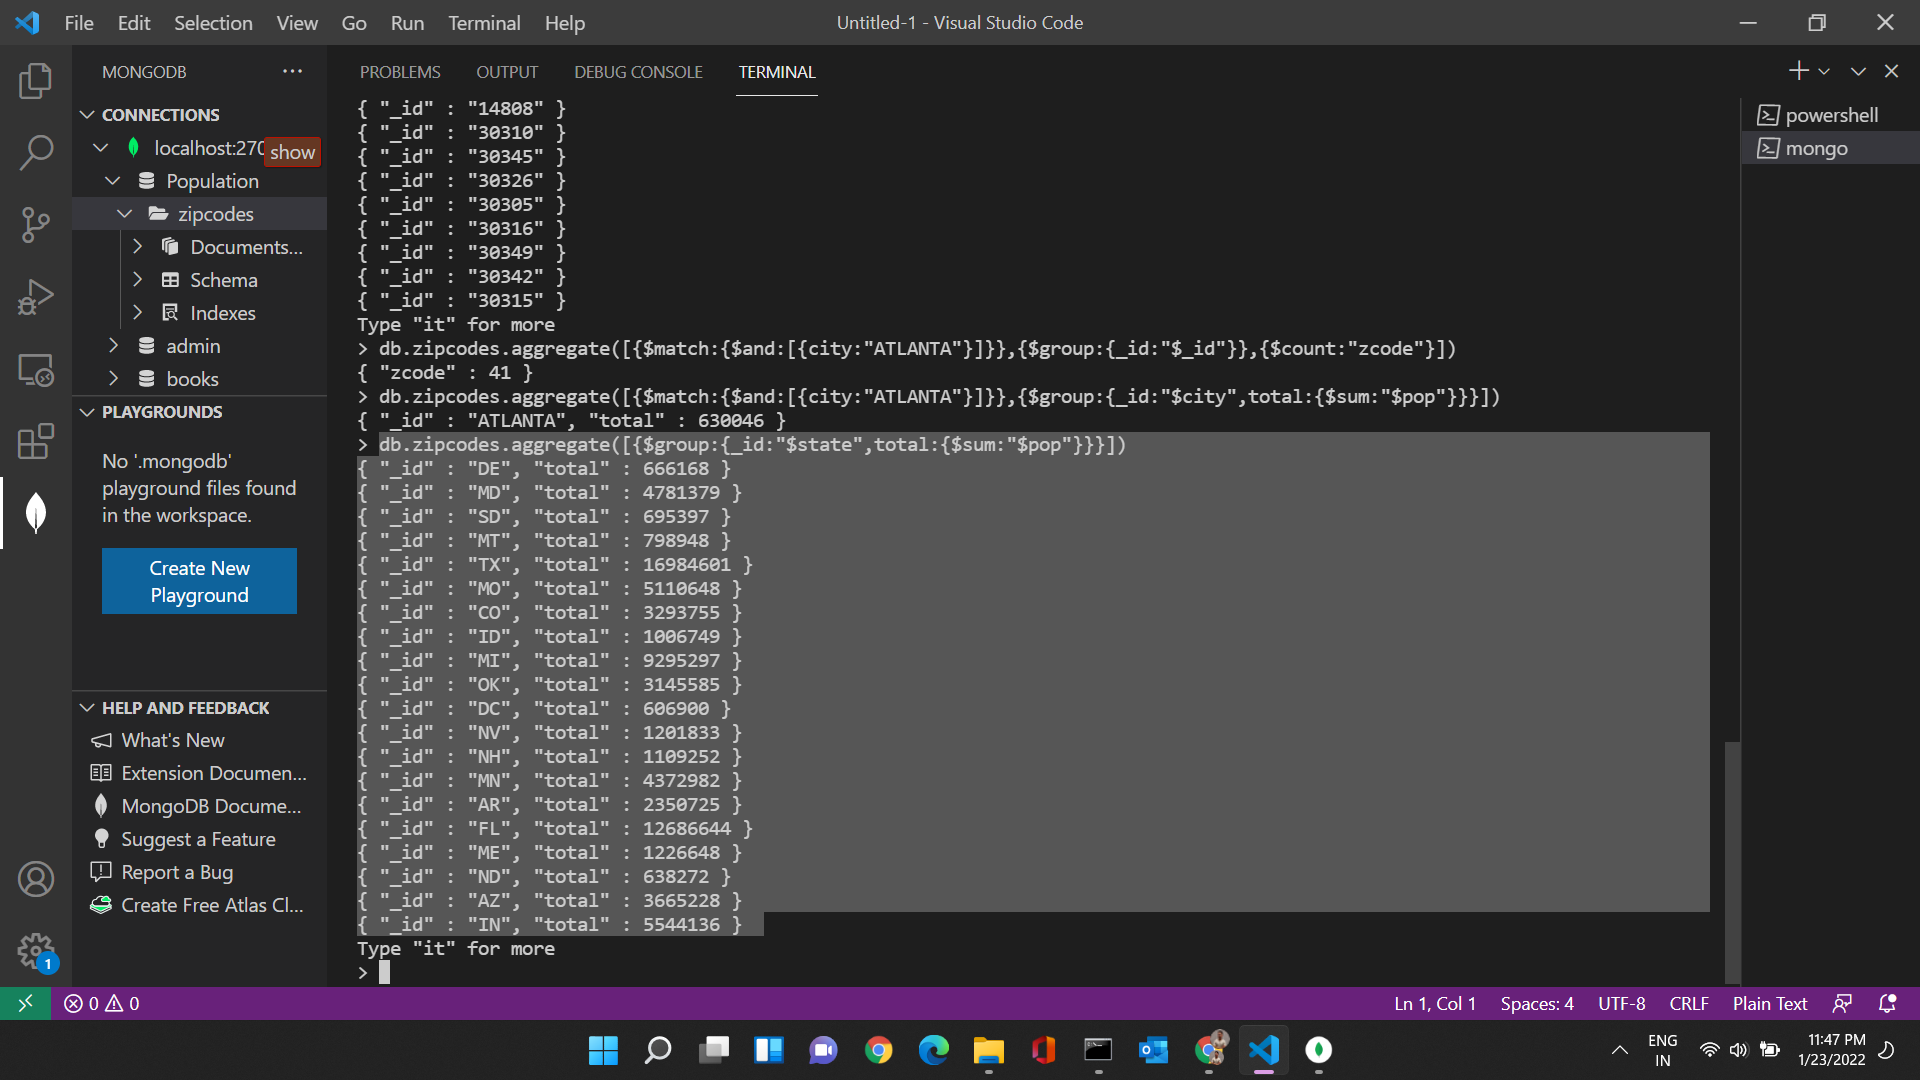 File Edit Selection View Go Run Terminal Help
Untitled-1 - Visual Studio Code
MONGODB
CONNECTIONS
localhost:270
show
Population
zipcodes
Documents...
Schema
Indexes
admin
books
PLAYGROUNDS
No '.mongodb'
playground files found
in the workspace.
Create New
Playground
HELP AND FEEDBACK
What's New
Extension Documen...
MongoDB Docume...
Suggest a Feature
Report a Bug
Create Free Atlas Cl...
1
PROBLEMS OUTPUT DEBUG CONSOLE TERMINAL
{ "_id" : "14808" }
{ "_id" : "30310" }
{ "_id" : "30345" }
{ "_id" : "30326" }
{ "_id" : "30305" }
{ "_id" : "30316" }
{ "_id" : "30349" }
{ "_id" : "30342" }
{ "_id" : "30315" }
Type "it" for more
> db.zipcodes.aggregate([{$match:{$and:[{city:"ATLANTA"}]}},{$group:{_id:"$_id"}},{$count:"zcode"}])
{ "zcode" : 41 }
> db.zipcodes.aggregate([{$match:{$and:[{city:"ATLANTA"}]}},{$group:{_id:"$city",total:{$sum:"$pop"}}}])
{ "_id" : "ATLANTA", "total" : 630046 }
> db.zipcodes.aggregate([{$group:{_id:"$state",total:{$sum:"$pop"}}}])
{ "_id" : "DE", "total" : 666168 }
{ "_id" : "MD", "total" : 4781379 }
{ "_id" : "SD", "total" : 695397 }
{ "_id" : "MT", "total" : 798948 }
{ "_id" : "TX", "total" : 16984601 }
{ "_id" : "MO", "total" : 5110648 }
{ "_id" : "CO", "total" : 3293755 }
{ "_id" : "ID", "total" : 1006749 }
{ "_id" : "MI", "total" : 9295297 }
{ "_id" : "OK", "total" : 3145585 }
{ "_id" : "DC", "total" : 606900 }
{ "_id" : "NV", "total" : 1201833 }
{ "_id" : "NH", "total" : 1109252 }
{ "_id" : "MN", "total" : 4372982 }
{ "_id" : "AR", "total" : 2350725 }
{ "_id" : "FL", "total" : 12686644 }
{ "_id" : "ME", "total" : 1226648 }
{ "_id" : "ND", "total" : 638272 }
{ "_id" : "AZ", "total" : 3665228 }
{ "_id" : "IN", "total" : 5544136 }
Type "it" for more
>
powershell
mongo
0 0
Ln 1, Col 1 Spaces: 4 UTF-8 CRLF Plain Text
ENG
IN
11:47 PM
1/23/2022